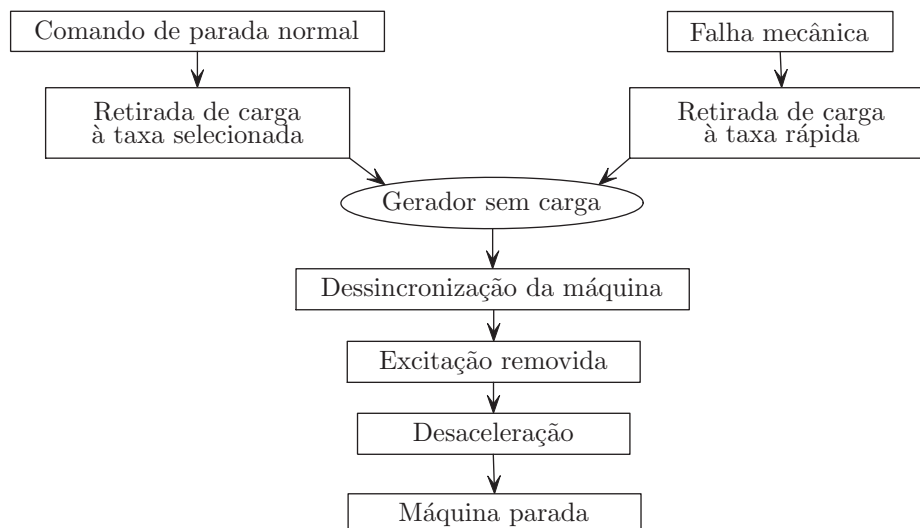 Comando de parada normal
Falha mecânica
Retirada de carga
à taxa selecionada
Retirada de carga
à taxa rápida
Gerador sem carga
Dessincronização da máquina
Excitação removida
Desaceleração
Máquina parada